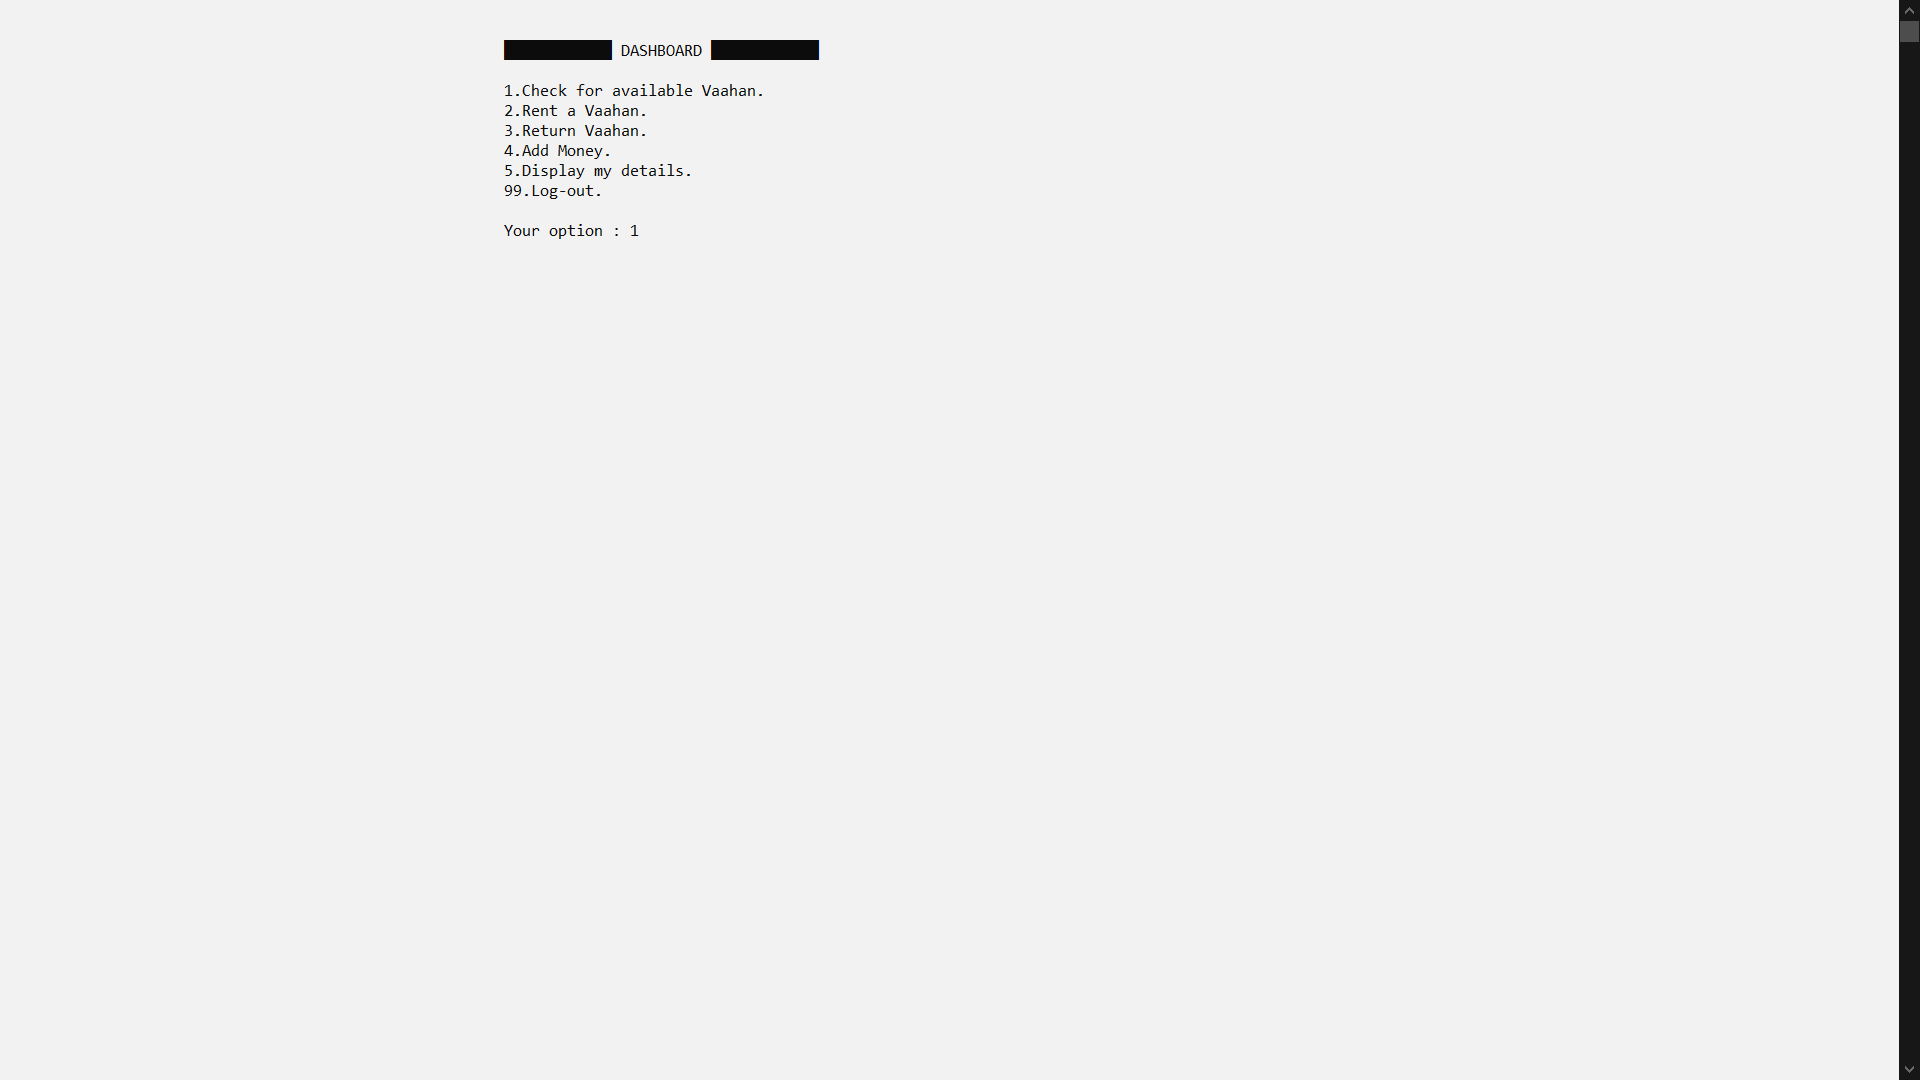 DASHBOARD
1.Check for available Vaahan.
2.Rent a Vaahan.
3.Return Vaahan.
4.Add Money.
5.Display my details.
99.Log-out.
Your option : 1